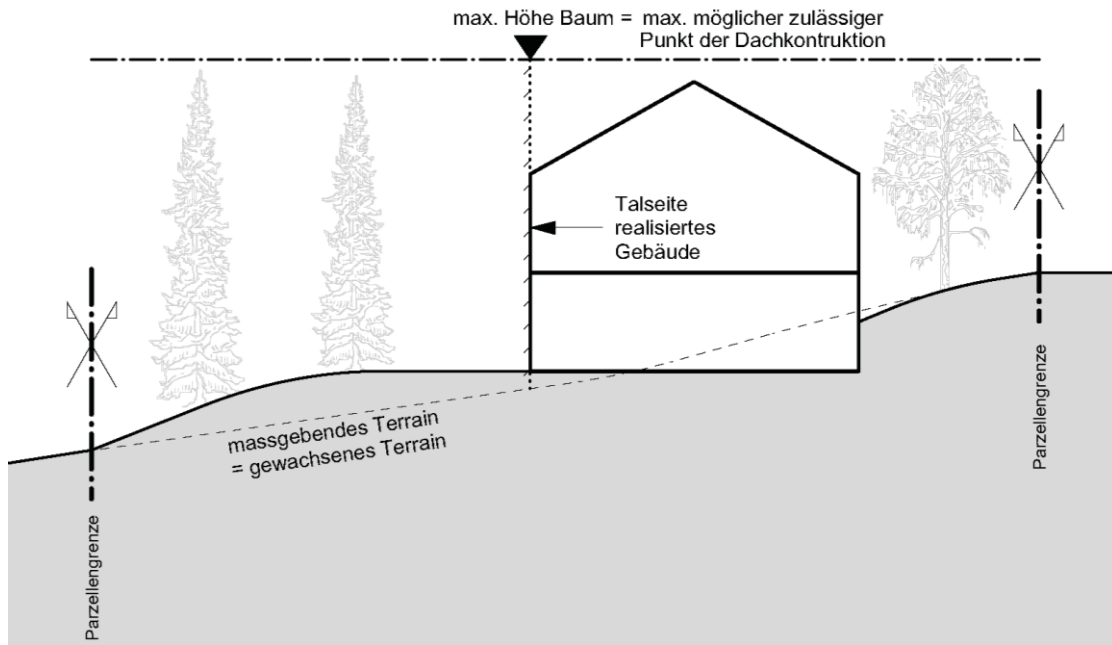 max. Höhe Baum = max. möglicher zulässiger
Punkt der Dachkontruktion
Talseite
realisiertes
Gebäude
massgebendes Terrain
= gewachsenes Terrain
Parzellengrenze
Parzellengrenze